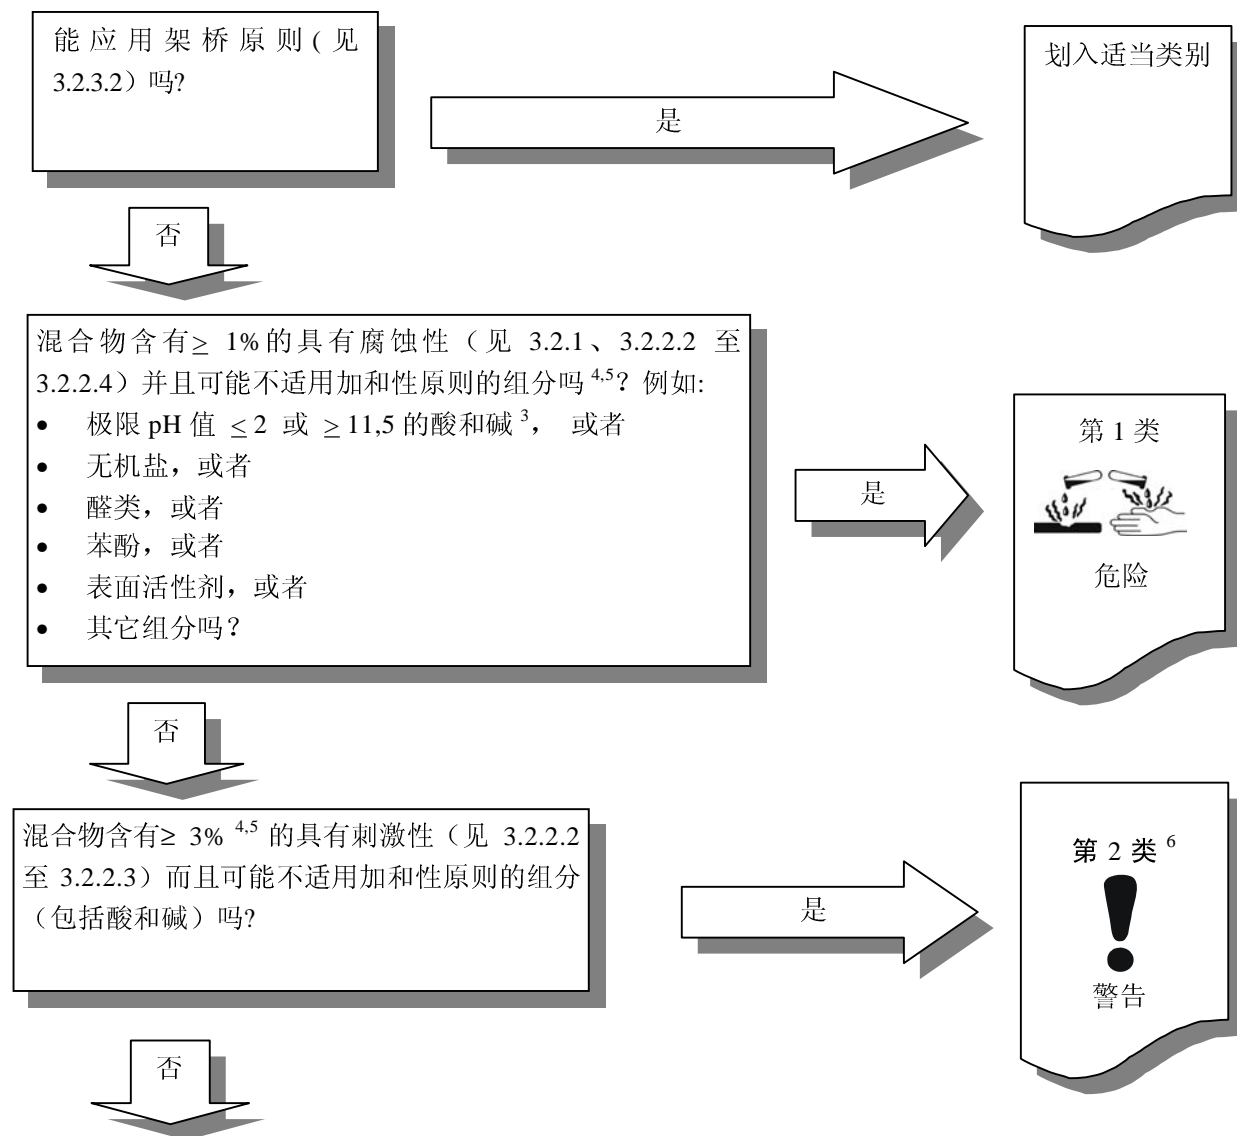 能应用架桥原则(见
3.2.3.2）吗?
是
划入适当类别
否
混合物含有≥ 1%的具有腐蚀性（见 3.2.1、3.2.2.2 至
3.2.2.4）并且可能不适用加和性原则的组分吗 4,5？例如:
• 极限 pH 值 ≤ 2 或 ≥ 11,5 的酸和碱 3， 或者
• 无机盐，或者
• 醛类，或者
• 苯酚，或者
• 表面活性剂，或者
• 其它组分吗？
是
第 1 类
危险
否
混合物含有≥ 3% 4,5 的具有刺激性（见 3.2.2.2
至 3.2.2.3）而且可能不适用加和性原则的组分
（包括酸和碱）吗?
是
第 2 类 6
警告
否